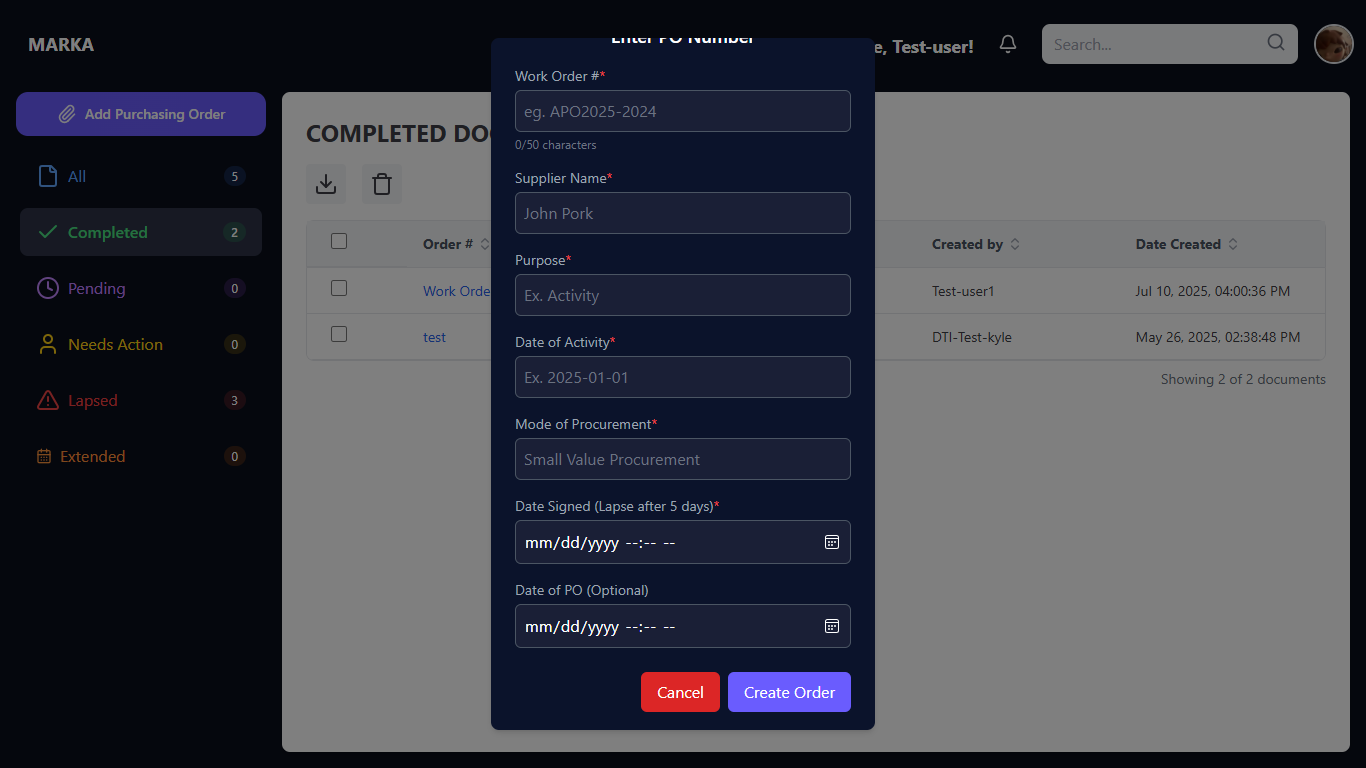 MARKA
e, Test-user!
Search...
Add Purchasing Order
All 5
Completed 2
Pending 0
Needs Action 0
Lapsed 3
Extended 0
COMPLETED DO
Order # Created by Date Created
Work Orde Test-user1 Jul 10, 2025, 04:00:36 PM
test DTI-Test-kyle May 26, 2025, 02:38:48 PM
Showing 2 of 2 documents
Enter PO Number
Work Order #*
eg. APO2025-2024
0/50 characters
Supplier Name*
John Pork
Purpose*
Ex. Activity
Date of Activity*
Ex. 2025-01-01
Mode of Procurement*
Small Value Procurement
Date Signed (Lapse after 5 days)*
mm/dd/yyyy --:-- --
Date of PO (Optional)
mm/dd/yyyy --:-- --
Cancel Create Order